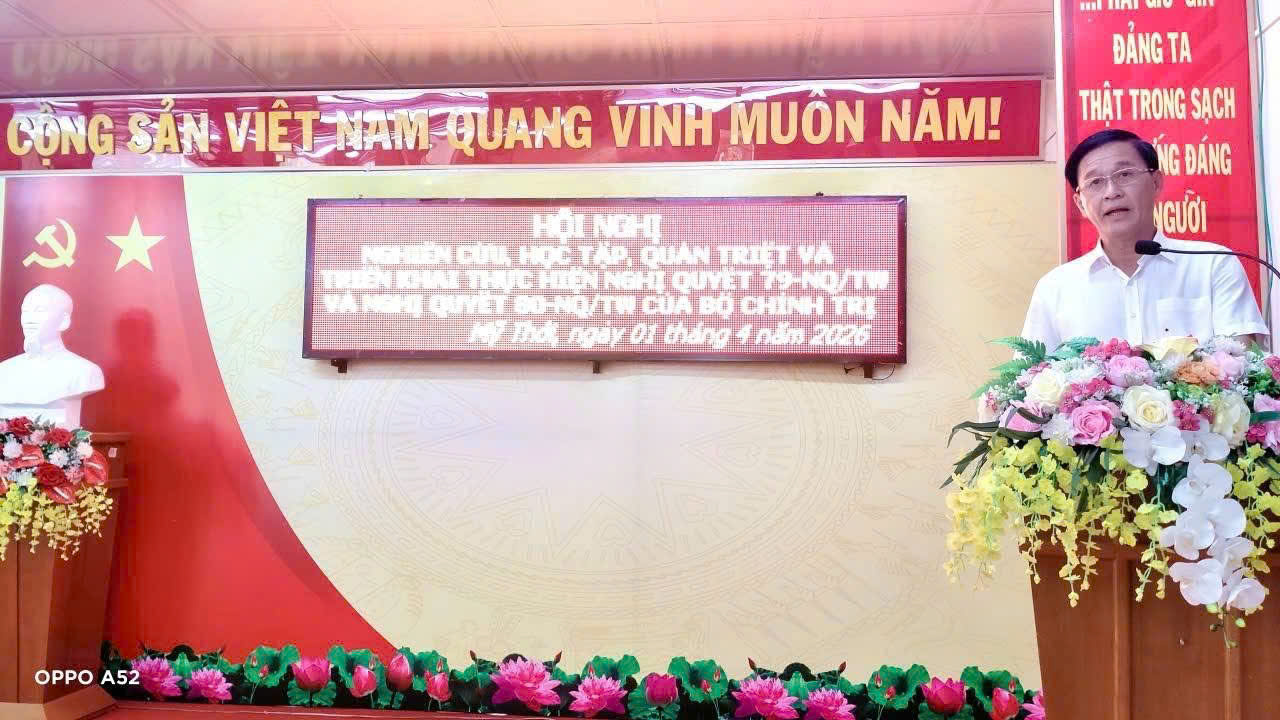 CỘNG SẢN VIỆT NAM QUANG VINH MUÔN NĂM!
HỘI NGHỊ
NGHIÊN CỨU, HỌC TẬP, QUÁN TRIỆT VÀ
TRIỂN KHAI THỰC HIỆN NGHỊ QUYẾT 79-NQ/TW
VÀ NGHỊ QUYẾT 80-NQ/TW CỦA BỘ CHÍNH TRỊ
Mỹ Thới, ngày 01 tháng 4 năm 2026
ĐẢNG TA
THẬT TRONG SẠCH
ĐÁNG
NGƯỜI
OPPO A52